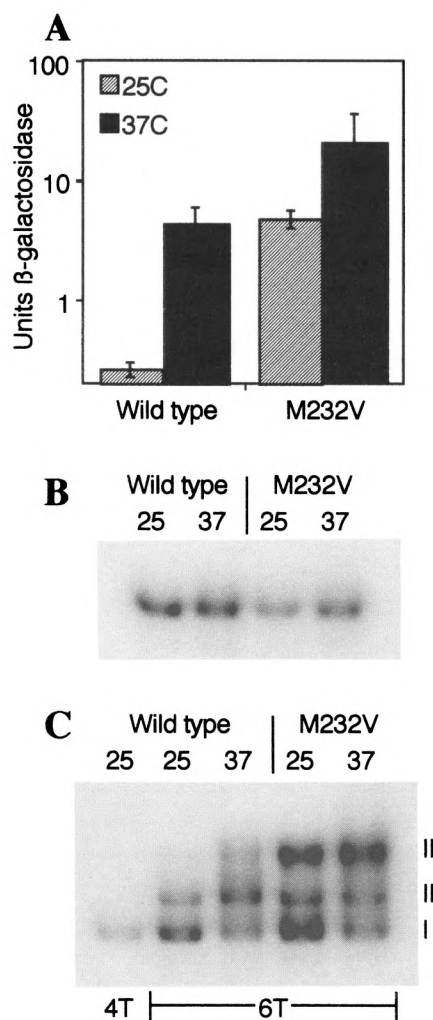 A
100
25C
37C
10
1
Units ß-galactosidase
Wild type M232V
B
Wild type M232V
25 37 25 37
C
Wild type M232V
25 25 37 25 37
II
II
I
4T 6T